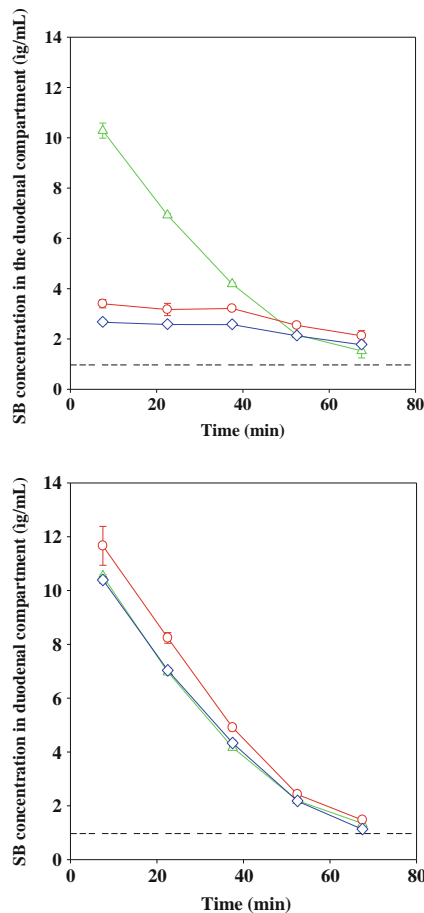 SB concentration in the duodenal compartment (ìg/mL)
14
12
10
8
6
4
2
0
0 20 40 60 80
Time (min)
SB concentration in duodenal compartment (ìg/mL)
14
12
10
8
6
4
2
0
0 20 40 60 80
Time (min)